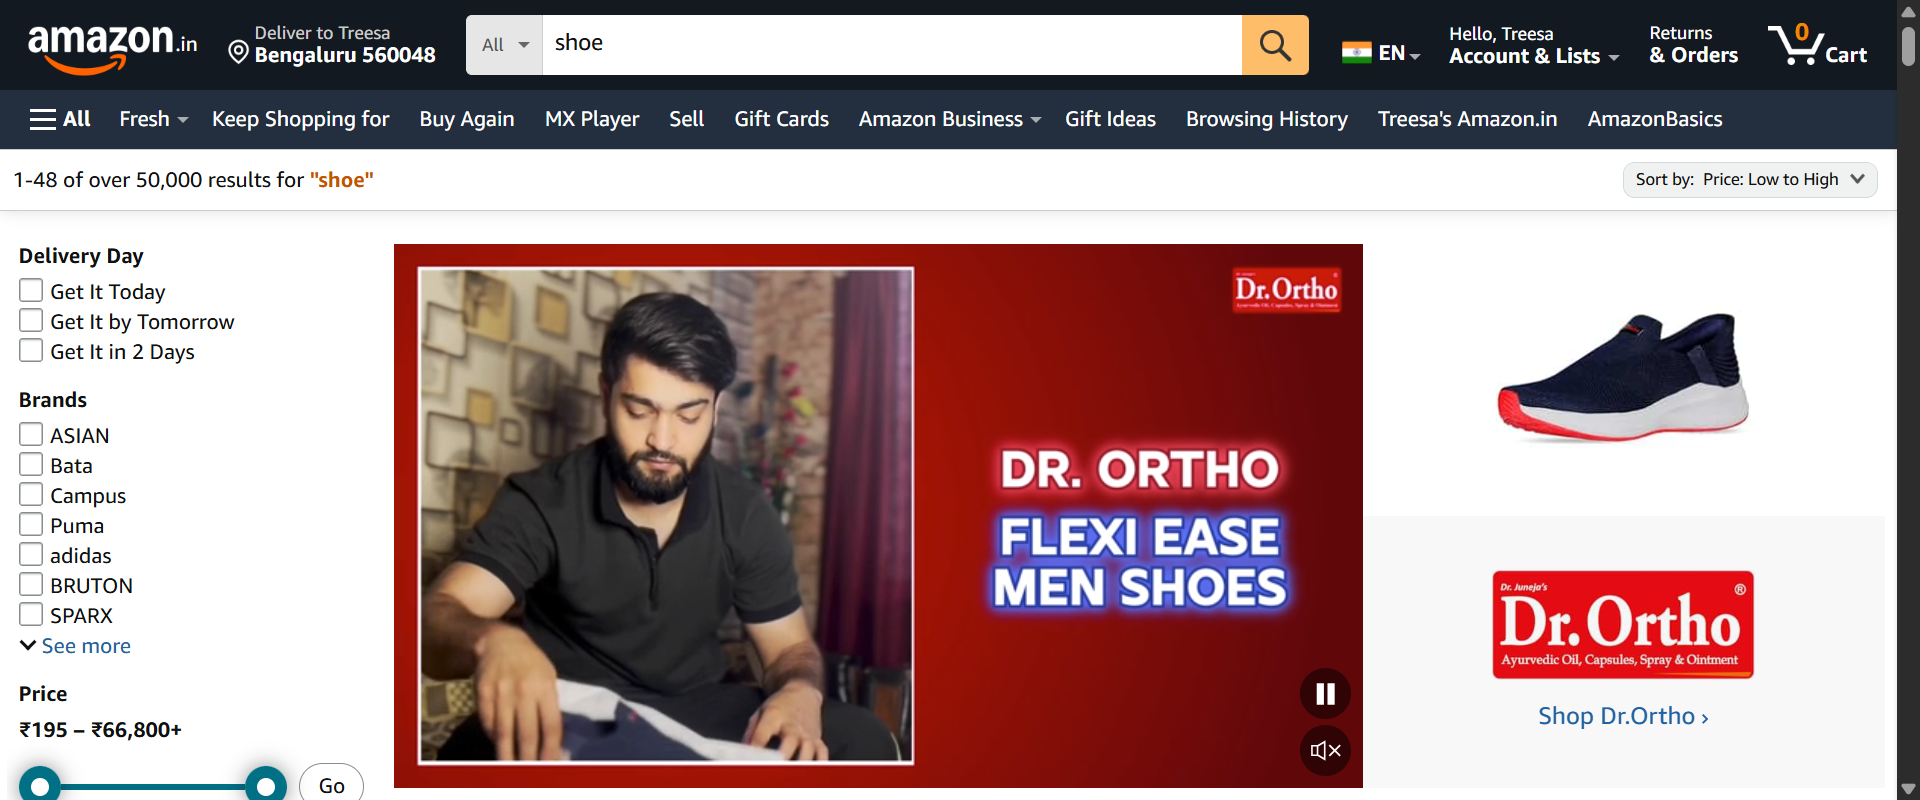 amazon.in
Deliver to Treesa
Bengaluru 560048
All
shoe
EN
Hello, Treesa
Account & Lists
Returns
& Orders
0
Cart
All
Fresh
Keep Shopping for
Buy Again
MX Player
Sell
Gift Cards
Amazon Business
Gift Ideas
Browsing History
Treesa's Amazon.in
AmazonBasics
1-48 of over 50,000 results for "shoe"
Sort by: Price: Low to High
Delivery Day
Get It Today
Get It by Tomorrow
Get It in 2 Days
Brands
ASIAN
Bata
Campus
Puma
adidas
BRUTON
SPARX
See more
Price
₹195 – ₹66,800+
Go
Dr. Ortho
Ayurvedic Oil, Capsules, Spray & Ointment
DR. ORTHO
FLEXI EASE
MEN SHOES
Dr. Juneja's
Dr. Ortho ®
Ayurvedic Oil, Capsules, Spray & Ointment
Shop Dr.Ortho ›